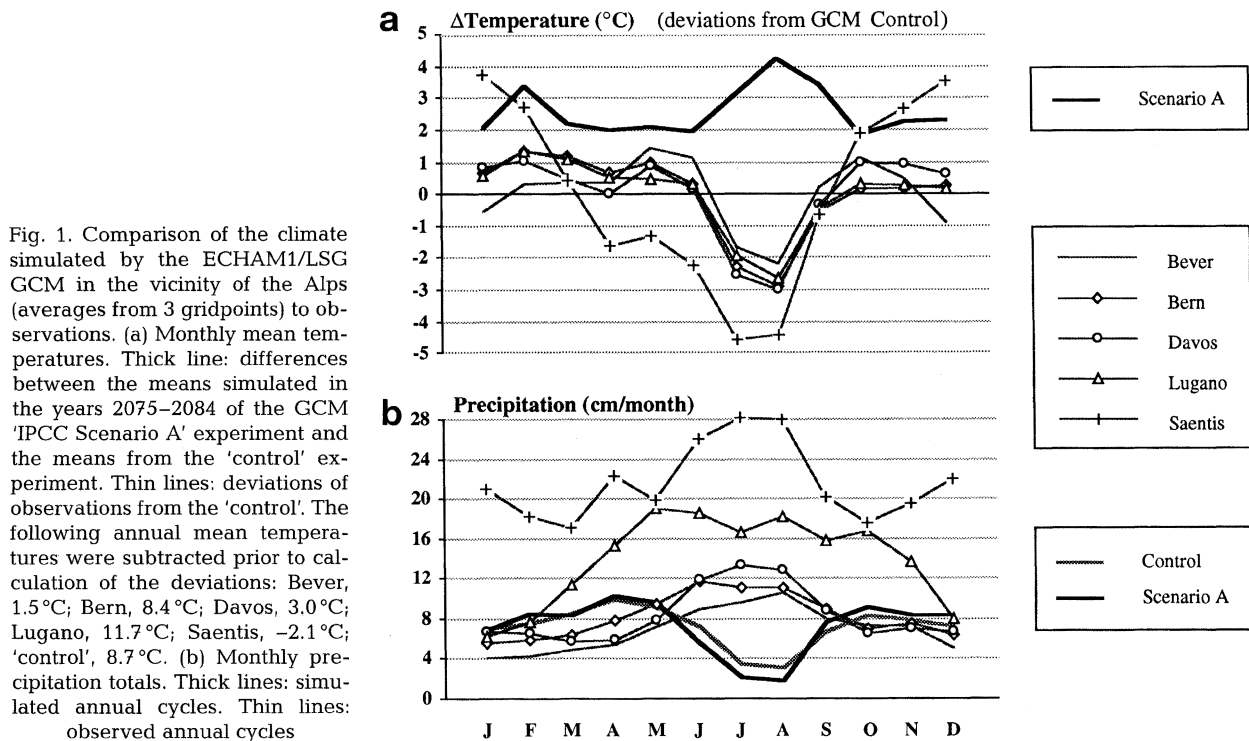 Fig. 1. Comparison of the climate
simulated by the ECHAM1/LSG
GCM in the vicinity of the Alps
(averages from 3 gridpoints) to ob-
servations. (a) Monthly mean tem-
peratures. Thick line: differences
between the means simulated in
the years 2075–2084 of the GCM
'IPCC Scenario A' experiment and
the means from the 'control' ex-
periment. Thin lines: deviations of
observations from the 'control'. The
following annual mean tempera-
tures were subtracted prior to cal-
culation of the deviations: Bever,
1.5°C; Bern, 8.4°C; Davos, 3.0°C;
Lugano, 11.7°C; Saentis, –2.1°C;
'control', 8.7°C. (b) Monthly pre-
cipitation totals. Thick lines: simu-
lated annual cycles. Thin lines:
observed annual cycles
a ΔTemperature (°C) (deviations from GCM Control)
5
4
3
2
1
0
-1
-2
-3
-4
-5
Scenario A
Bever
Bern
Davos
Lugano
Saentis
b Precipitation (cm/month)
28
24
20
16
12
8
4
0
J F M A M J J A S O N D
Control
Scenario A